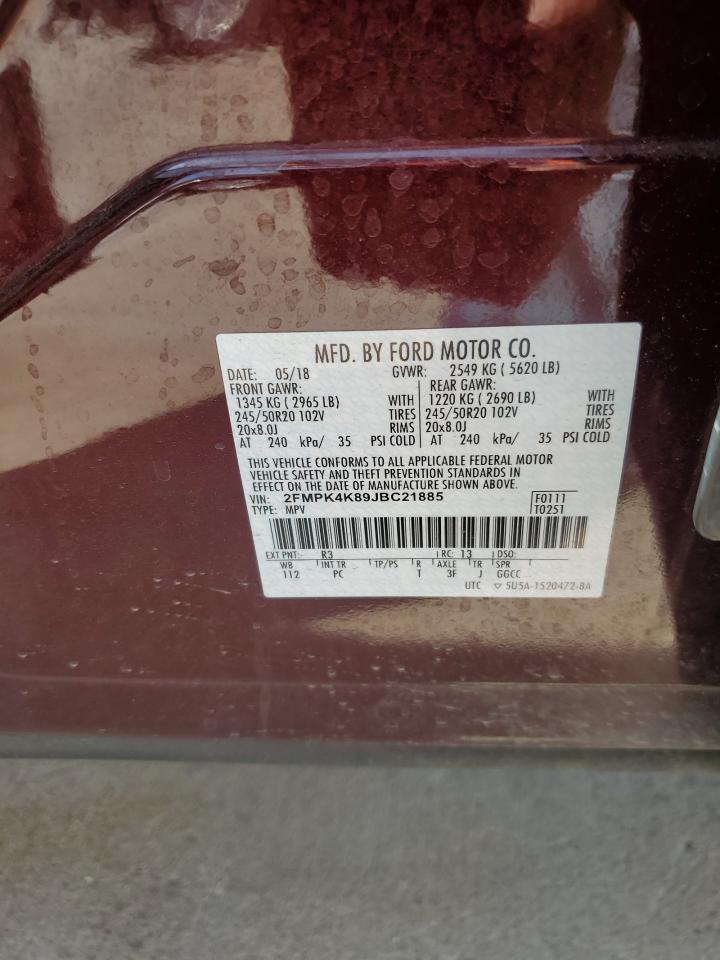 MFD. BY FORD MOTOR CO.
DATE: 05/18 GVWR: 2549 KG ( 5620 LB)
FRONT GAWR: REAR GAWR:
1345 KG ( 2965 LB) WITH 1220 KG ( 2690 LB) WITH
245/50R20 102V TIRES 245/50R20 102V TIRES
20x8.0J RIMS 20x8.0J RIMS
AT 240 kPa/ 35 PSI COLD AT 240 kPa/ 35 PSI COLD
THIS VEHICLE CONFORMS TO ALL APPLICABLE FEDERAL MOTOR
VEHICLE SAFETY AND THEFT PREVENTION STANDARDS IN
EFFECT ON THE DATE OF MANUFACTURE SHOWN ABOVE.
VIN: 2FMPK4K89JBC21885 F0111
TYPE: MPV T0251
EXT PNT: R3 RC: 13 DSO:
WB INT TR TP/PS R AXLE TR SPR
112 PC T 3F J GGCC
UTC ▽ 5U5A-1520472-8A